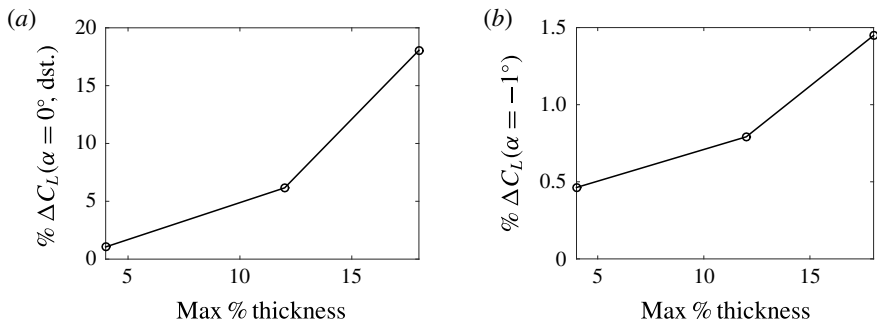 (a)
20
15
10
5
0
5 10 15
Max % thickness
% ΔC_L(α = 0°, dst.)
(b)
1.5
1.0
0.5
0
5 10 15
Max % thickness
% ΔC_L(α = −1°)